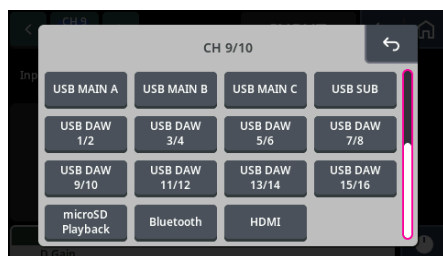 CH 9
CH 9/10
Inp
USB MAIN A
USB MAIN B
USB MAIN C
USB SUB
USB DAW
1/2
USB DAW
3/4
USB DAW
5/6
USB DAW
7/8
USB DAW
9/10
USB DAW
11/12
USB DAW
13/14
USB DAW
15/16
microSD
Playback
Bluetooth
HDMI
D.Gain